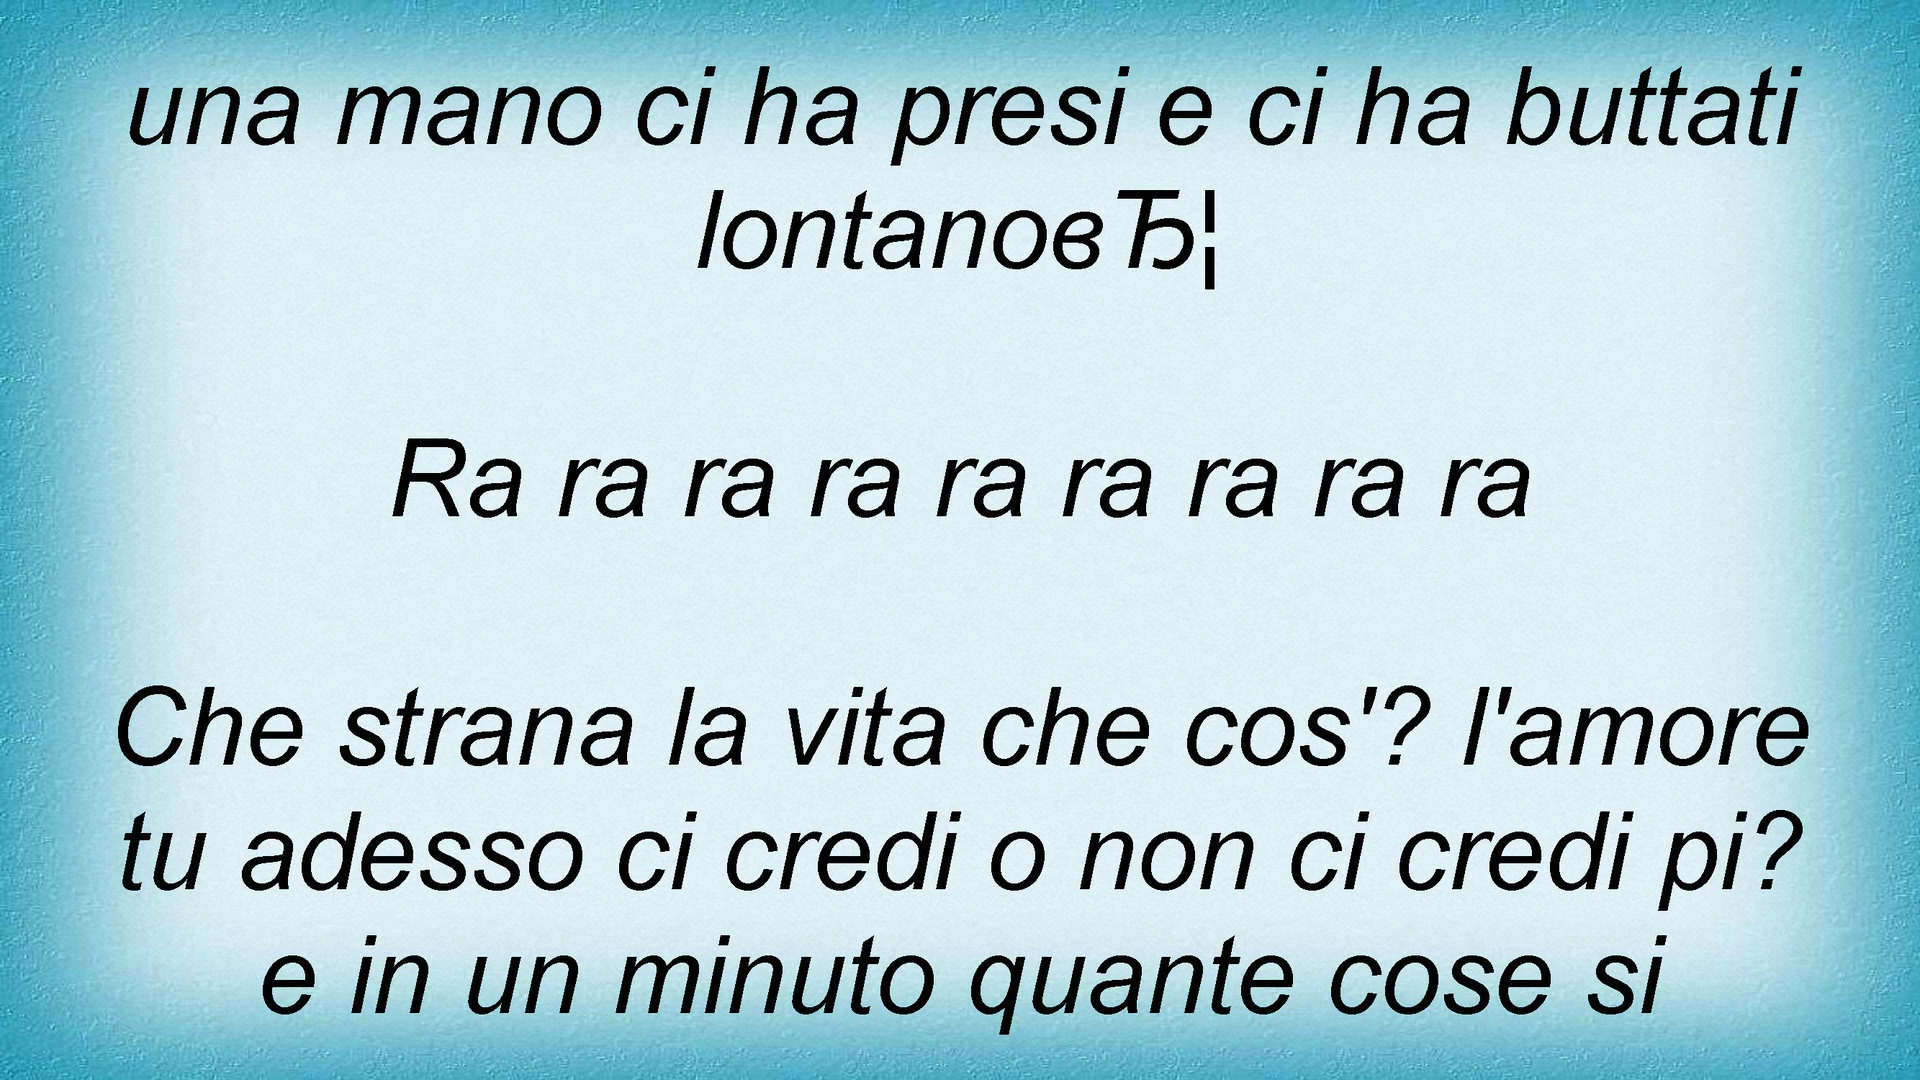 una mano ci ha presi e ci ha buttati
lontanoвЂ¦
Ra ra ra ra ra ra ra ra ra
Che strana la vita che cos'? l'amore
tu adesso ci credi o non ci credi pi?
e in un minuto quante cose si